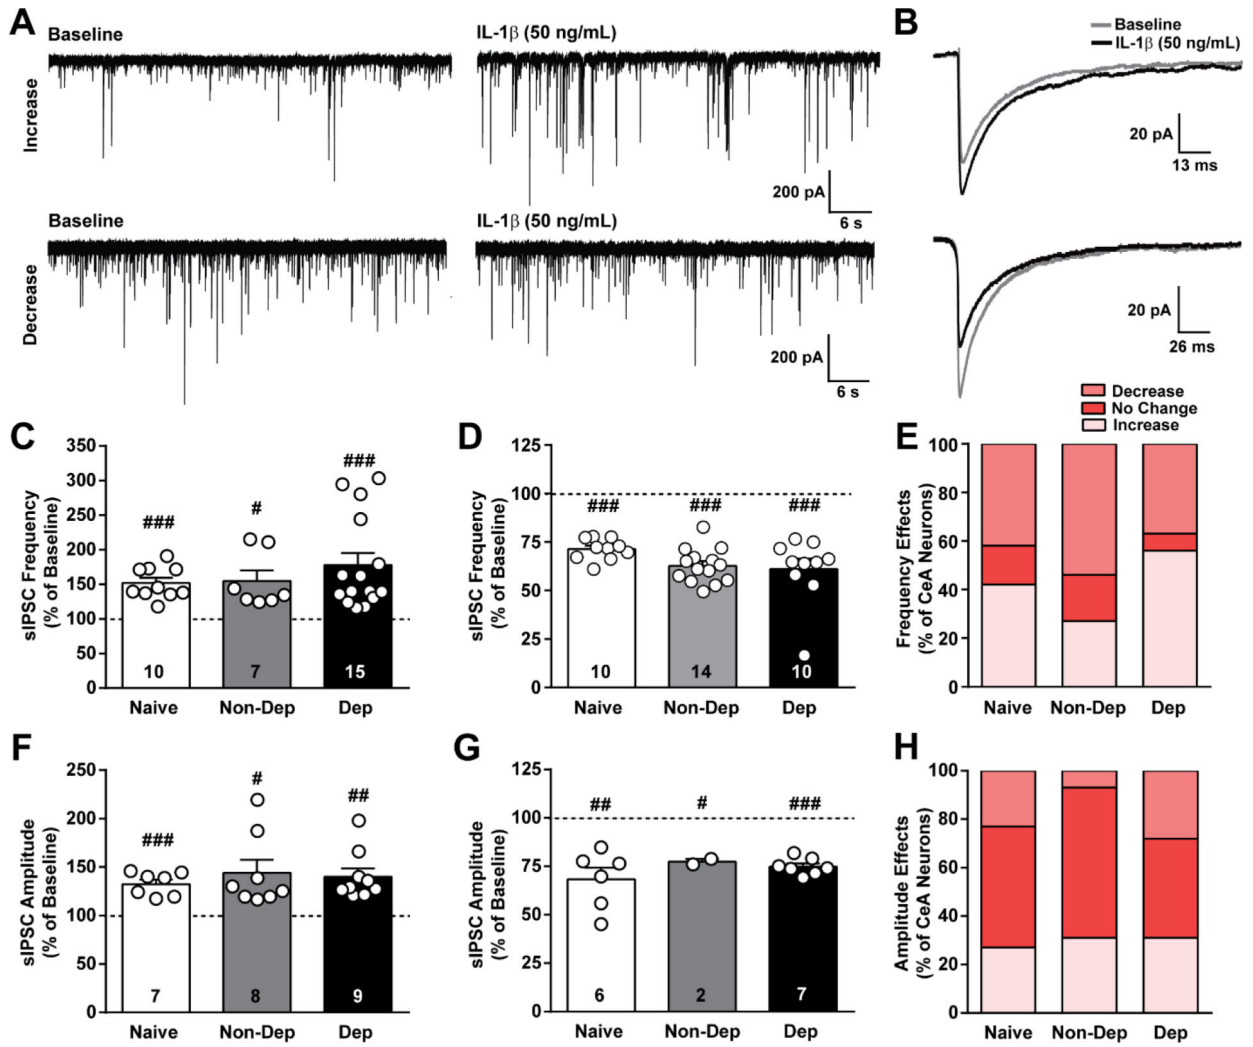 A
Baseline
IL-1β (50 ng/mL)
Increase
200 pA
6 s
Baseline
IL-1β (50 ng/mL)
Decrease
200 pA
6 s
B
Baseline
IL-1β (50 ng/mL)
20 pA
13 ms
20 pA
26 ms
C
sIPSC Frequency
(% of Baseline)
350
300
250
200
150
100
50
0
###
#
###
10
7
15
Naive
Non-Dep
Dep
D
sIPSC Frequency
(% of Baseline)
125
100
75
50
25
0
###
###
###
10
14
10
Naive
Non-Dep
Dep
Decrease
No Change
Increase
E
Frequency Effects
(% of CeA Neurons)
100
80
60
40
20
0
Naive
Non-Dep
Dep
F
sIPSC Amplitude
(% of Baseline)
250
200
150
100
50
0
###
#
##
7
8
9
Naive
Non-Dep
Dep
G
sIPSC Amplitude
(% of Baseline)
125
100
75
50
25
0
##
#
###
6
2
7
Naive
Non-Dep
Dep
H
Amplitude Effects
(% of CeA Neurons)
100
80
60
40
20
0
Naive
Non-Dep
Dep